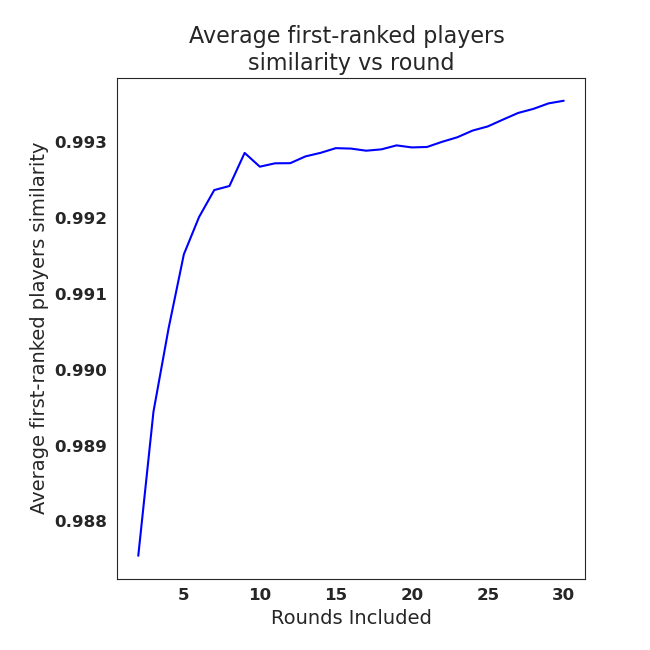 Average first-ranked players
similarity vs round
Average first-ranked players similarity
0.993
0.992
0.991
0.990
0.989
0.988
5 10 15 20 25 30
Rounds Included